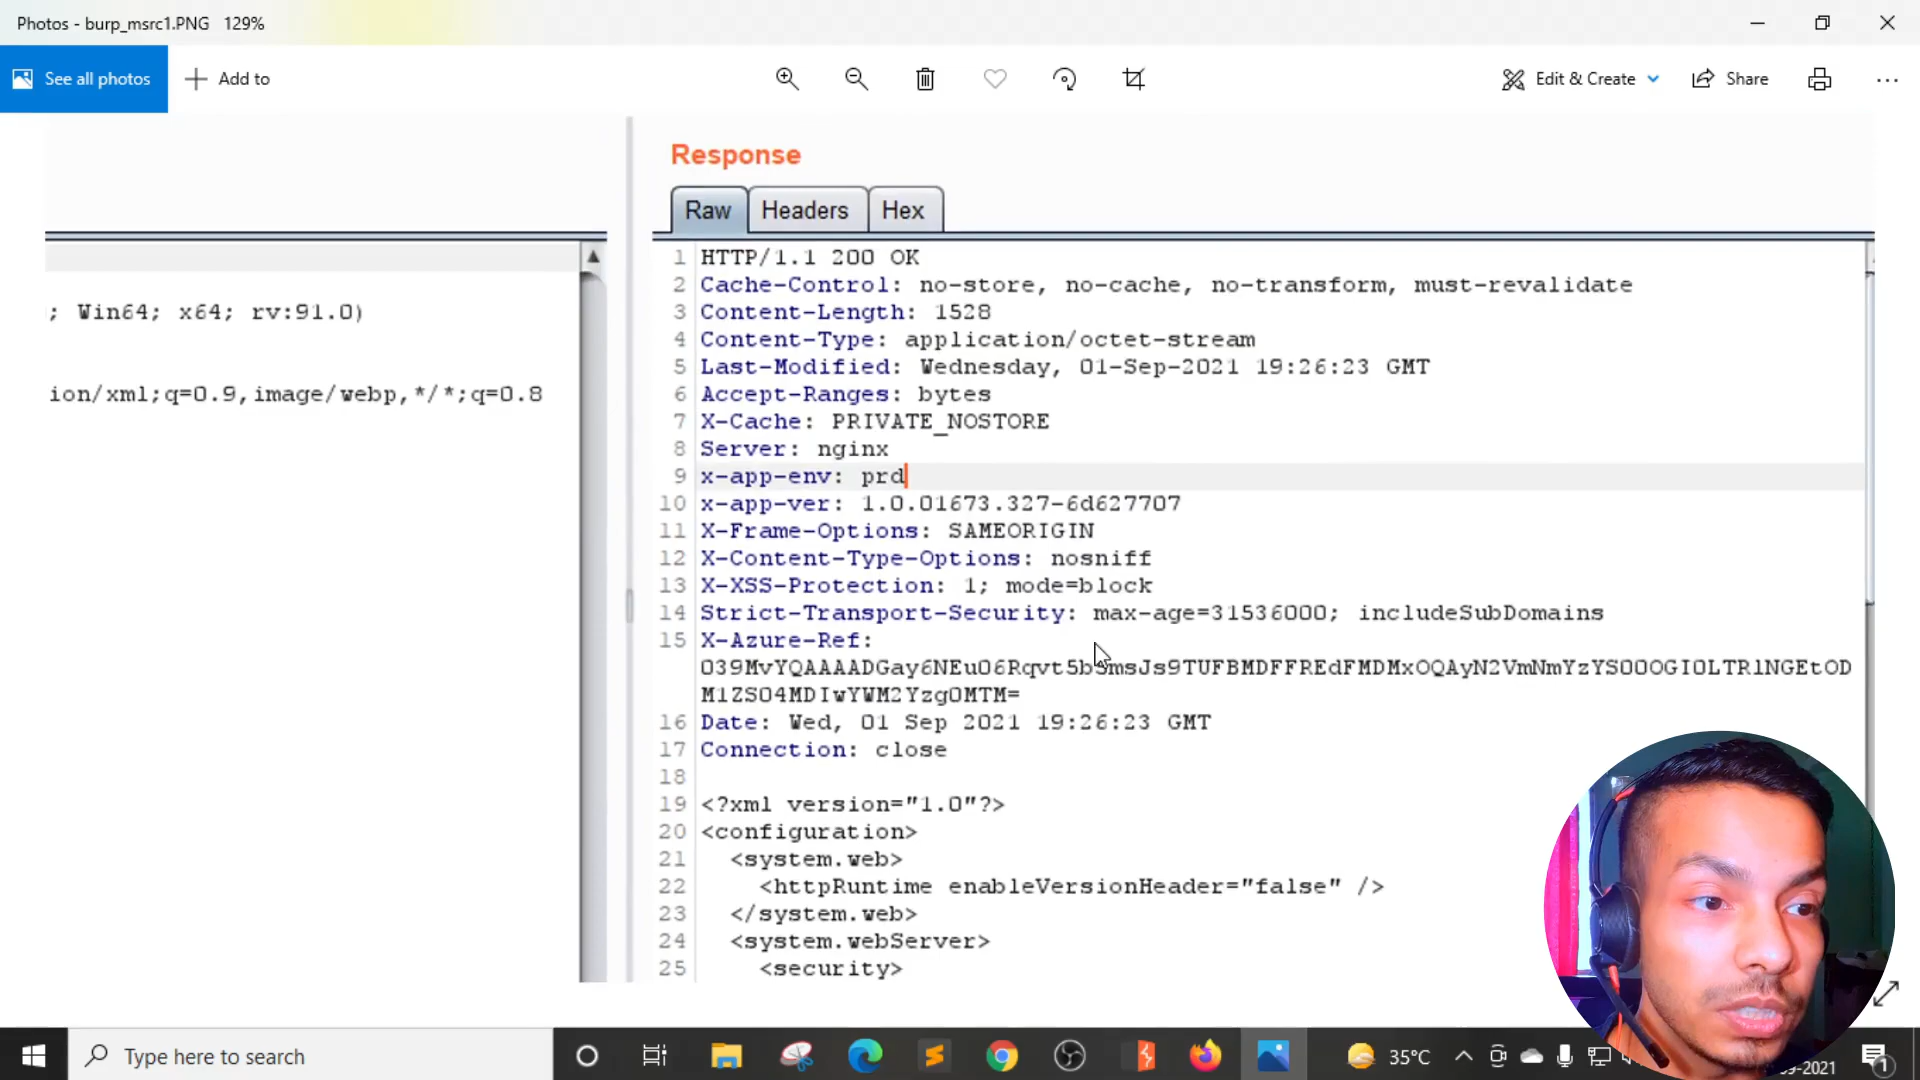 Photos - burp_msrc1.PNG 129%
See all photos
Add to
Edit & Create
Share
Response
Raw
Headers
Hex
; Win64; x64; rv:91.0)
ion/xml;q=0.9,image/webp,*/*;q=0.8
1 HTTP/1.1 200 OK
2 Cache-Control: no-store, no-cache, no-transform, must-revalidate
3 Content-Length: 1528
4 Content-Type: application/octet-stream
5 Last-Modified: Wednesday, 01-Sep-2021 19:26:23 GMT
6 Accept-Ranges: bytes
7 X-Cache: PRIVATE_NOSTORE
8 Server: nginx
9 x-app-env: prd
10 x-app-ver: 1.0.01673.327-6d627707
11 X-Frame-Options: SAMEORIGIN
12 X-Content-Type-Options: nosniff
13 X-XSS-Protection: 1; mode=block
14 Strict-Transport-Security: max-age=31536000; includeSubDomains
15 X-Azure-Ref:
M1ZS04MDIwYWM2Yzg0MTM=
16 Date: Wed, 01 Sep 2021 19:26:23 GMT
17 Connection: close
18
19 <?xml version="1.0"?>
20 <configuration>
21 <system.web>
22 <httpRuntime enableVersionHeader="false" />
23 </system.web>
24 <system.webServer>
25 <security>
Type here to search
35°C
-2021
1